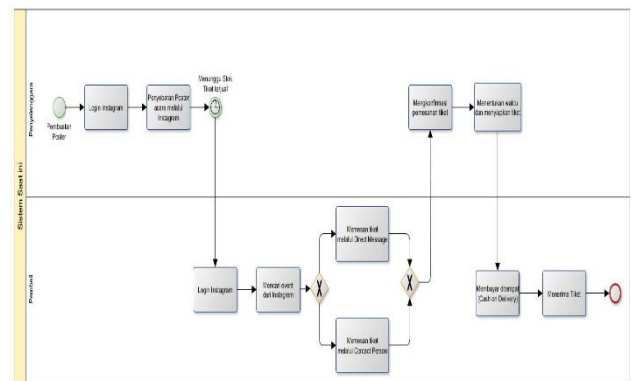 Sistem Saat ini
Penyelenggara
Pembuatan
Poster
Login Instagram
Penyebaran Poster
acara melalui
Instagram
Menunggu Stok
Tiket terjual
Mengkonfirmasi
pemesanan tiket
Menentukan waktu
dan menyiapkan tiket
Pembeli
Login Instagram
Mencari event
dari Instagram
Memesan tiket
melalui Direct Message
Memesan tiket
melalui Contact Person
Membayar ditempat
(Cash on Delivery)
Menerima Tiket